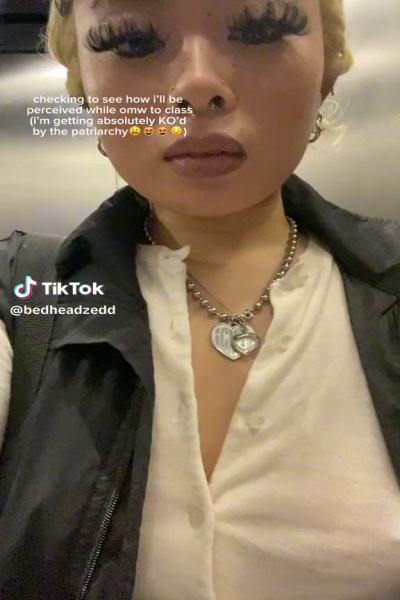 checking to see how i'll be
perceived while omw to class
(i'm getting absolutely KO'd
by the patriarchy🤮😍😍😔)
TikTok
@bedheadzedd